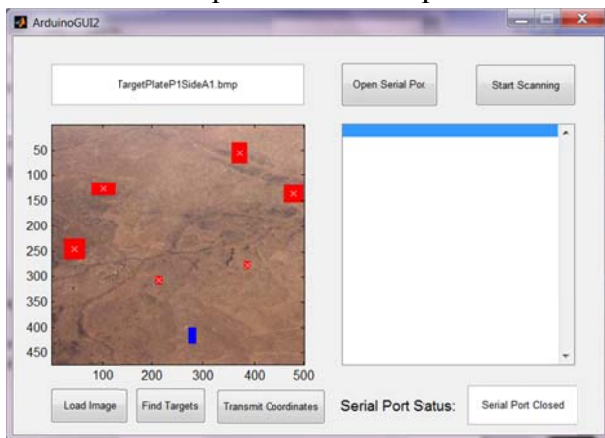 ArduinoGUI2
TargetPlateP1SideA1.bmp
Open Serial Por
Start Scanning
50
100
150
200
250
300
350
400
450
100 200 300 400 500
Load Image
Find Targets
Transmit Coordinates
Serial Port Satus:
Serial Port Closed